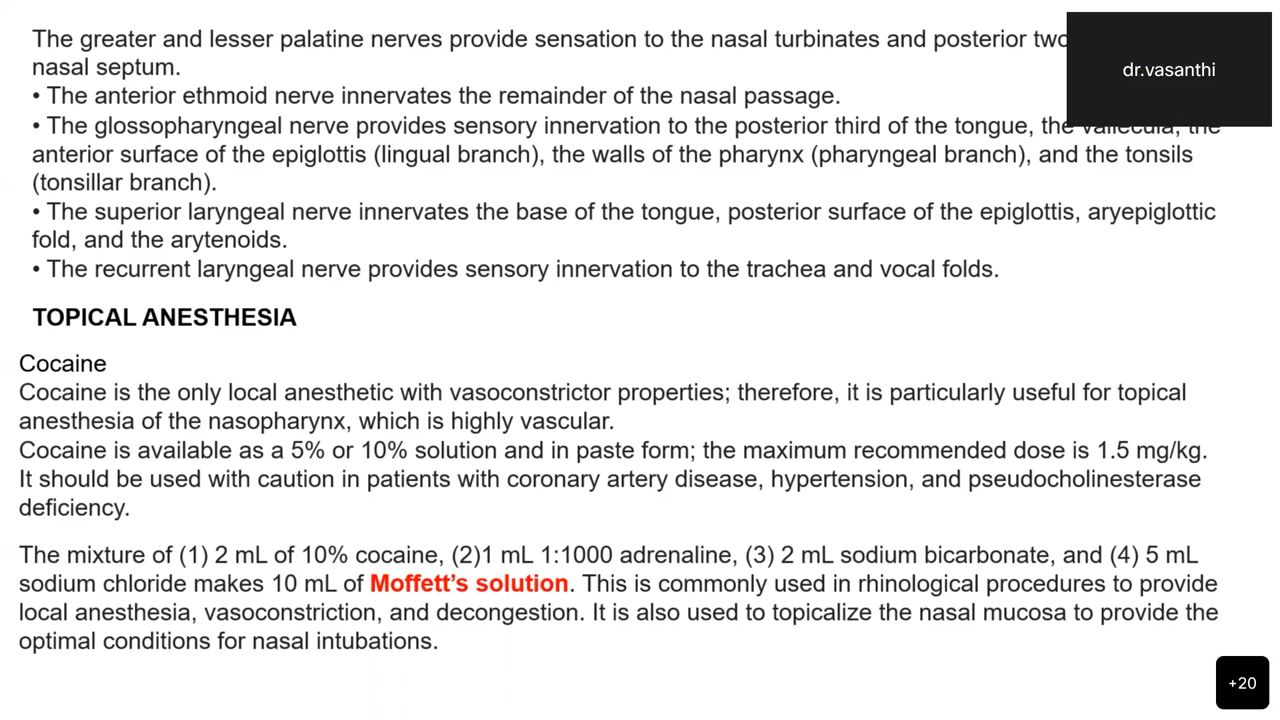 The greater and lesser palatine nerves provide sensation to the nasal turbinates and posterior two
nasal septum.
• The anterior ethmoid nerve innervates the remainder of the nasal passage.
• The glossopharyngeal nerve provides sensory innervation to the posterior third of the tongue, the vallecula, the
anterior surface of the epiglottis (lingual branch), the walls of the pharynx (pharyngeal branch), and the tonsils
(tonsillar branch).
• The superior laryngeal nerve innervates the base of the tongue, posterior surface of the epiglottis, aryepiglottic
fold, and the arytenoids.
• The recurrent laryngeal nerve provides sensory innervation to the trachea and vocal folds.
TOPICAL ANESTHESIA
Cocaine
Cocaine is the only local anesthetic with vasoconstrictor properties; therefore, it is particularly useful for topical
anesthesia of the nasopharynx, which is highly vascular.
Cocaine is available as a 5% or 10% solution and in paste form; the maximum recommended dose is 1.5 mg/kg.
It should be used with caution in patients with coronary artery disease, hypertension, and pseudocholinesterase
deficiency.
The mixture of (1) 2 mL of 10% cocaine, (2)1 mL 1:1000 adrenaline, (3) 2 mL sodium bicarbonate, and (4) 5 mL
sodium chloride makes 10 mL of Moffett’s solution. This is commonly used in rhinological procedures to provide
local anesthesia, vasoconstriction, and decongestion. It is also used to topicalize the nasal mucosa to provide the
optimal conditions for nasal intubations.
dr.vasanthi
+20